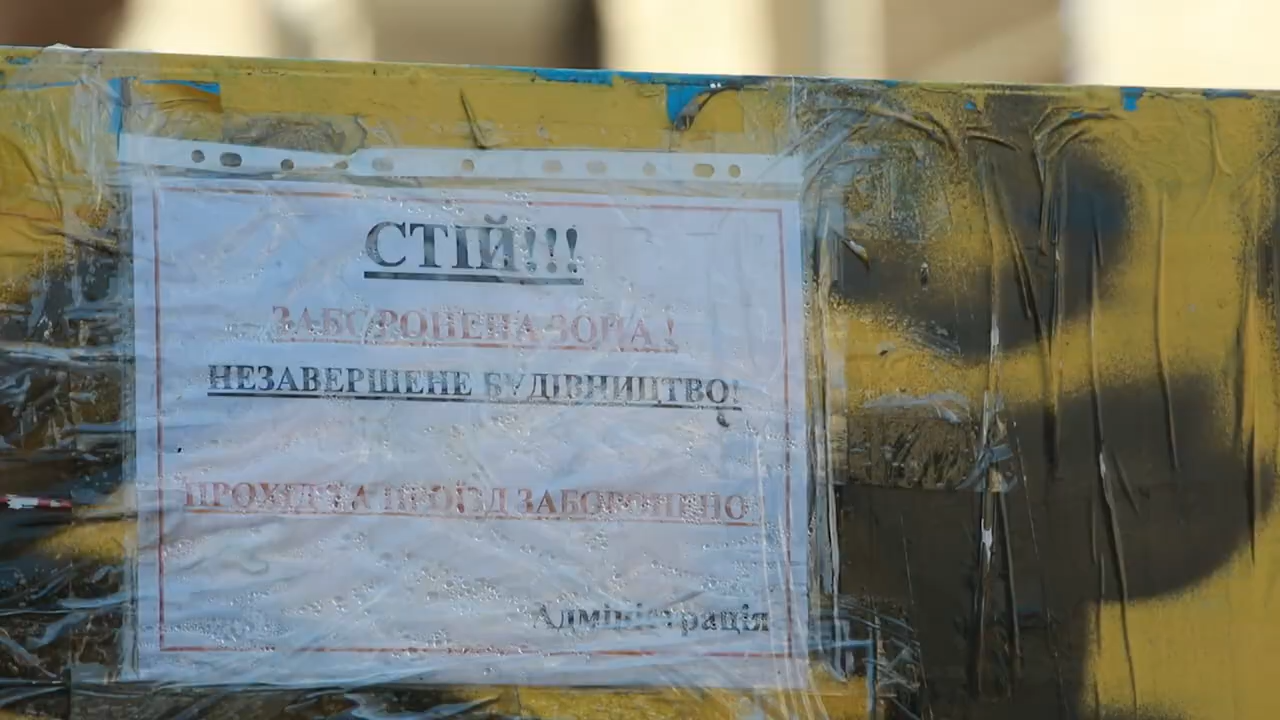 СТІЙ!!!
ЗАБОРОНЕНА ЗОНА !
НЕЗАВЕРШЕНЕ БУДІВНИЦТВО!
ПРОХІД ТА ПРОЇЗД ЗАБОРОНЕНО
Адміністрація